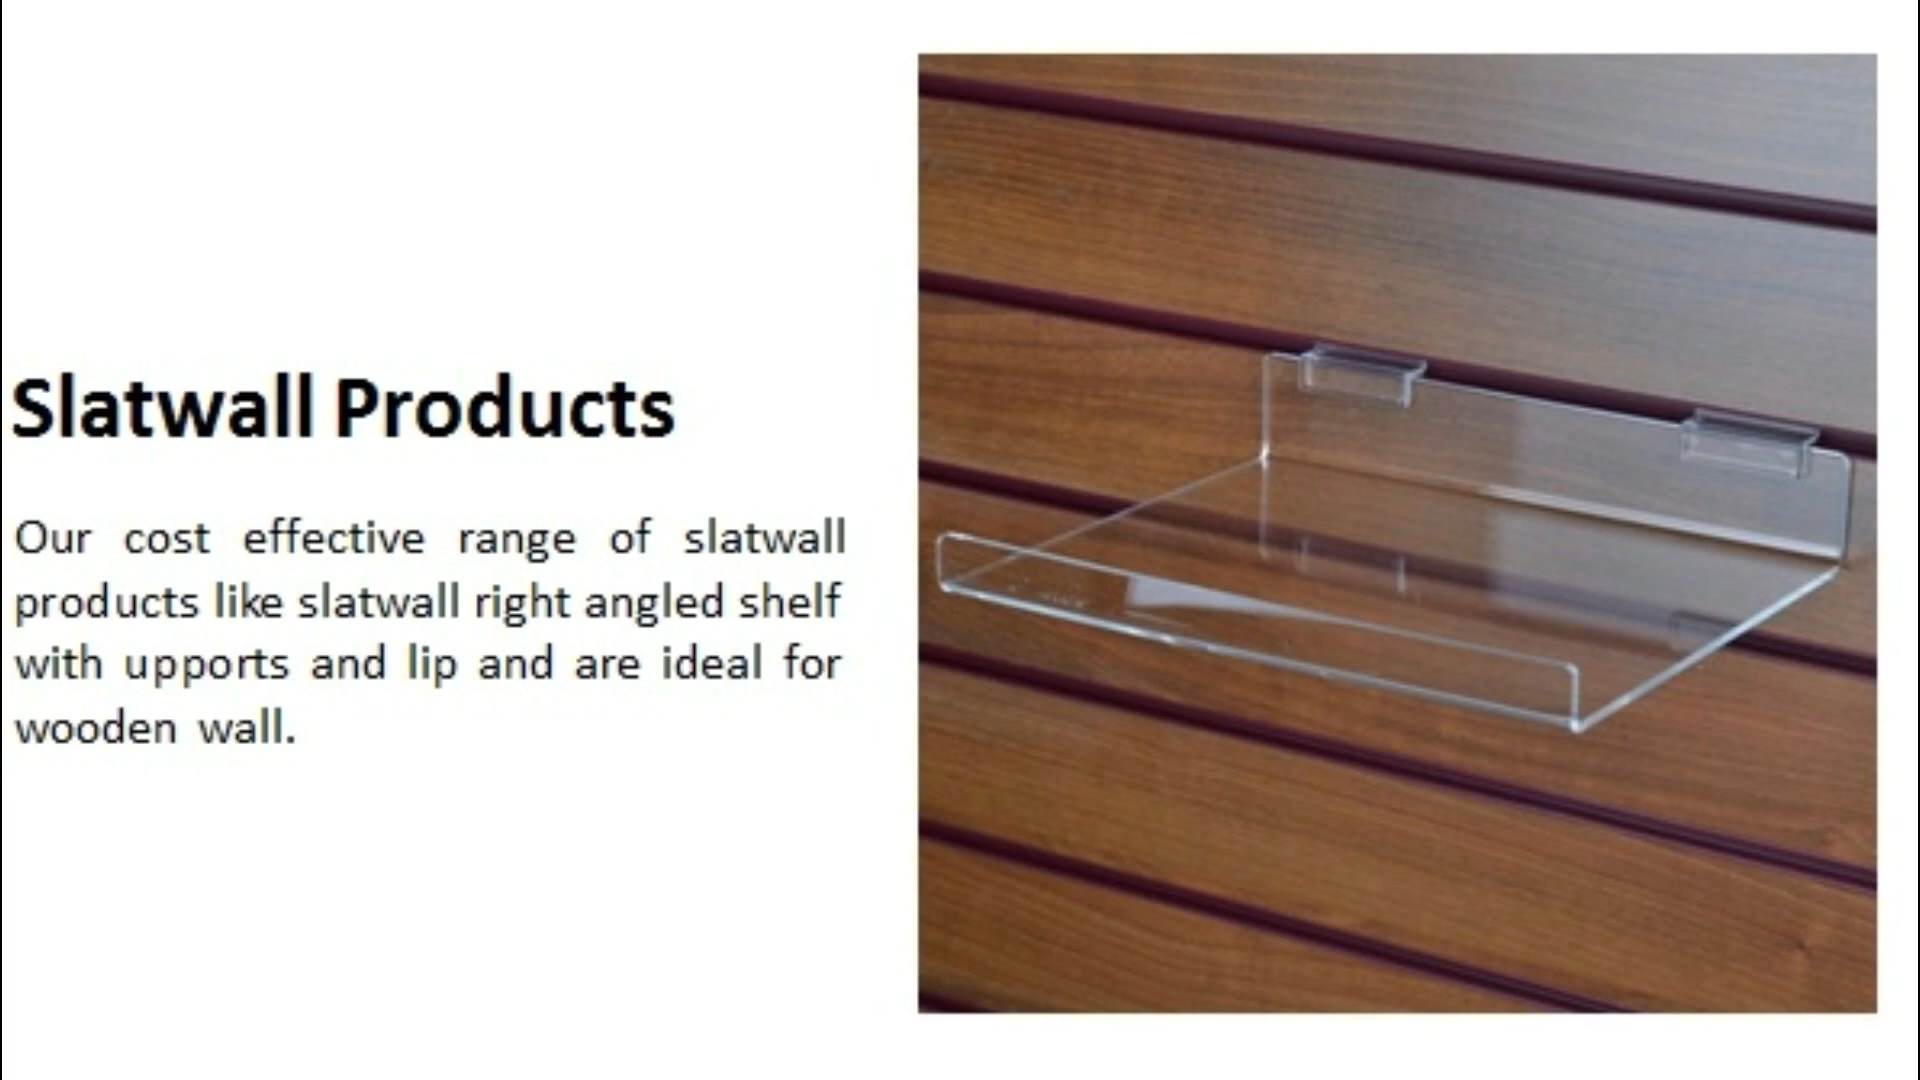 Slatwall Products
Our cost effective range of slatwall
products like slatwall right angled shelf
with upports and lip and are ideal for
wooden wall.